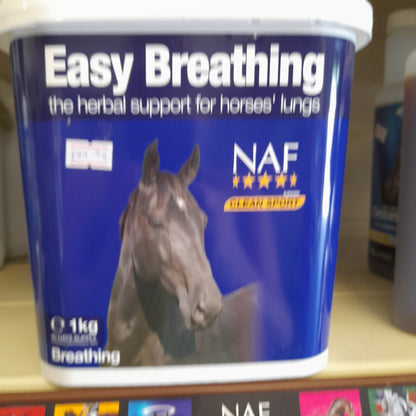 Easy Breathing
the herbal support for horses' lungs
NAF
CLEAN SPORT
e 1kg
Breathing
NAF